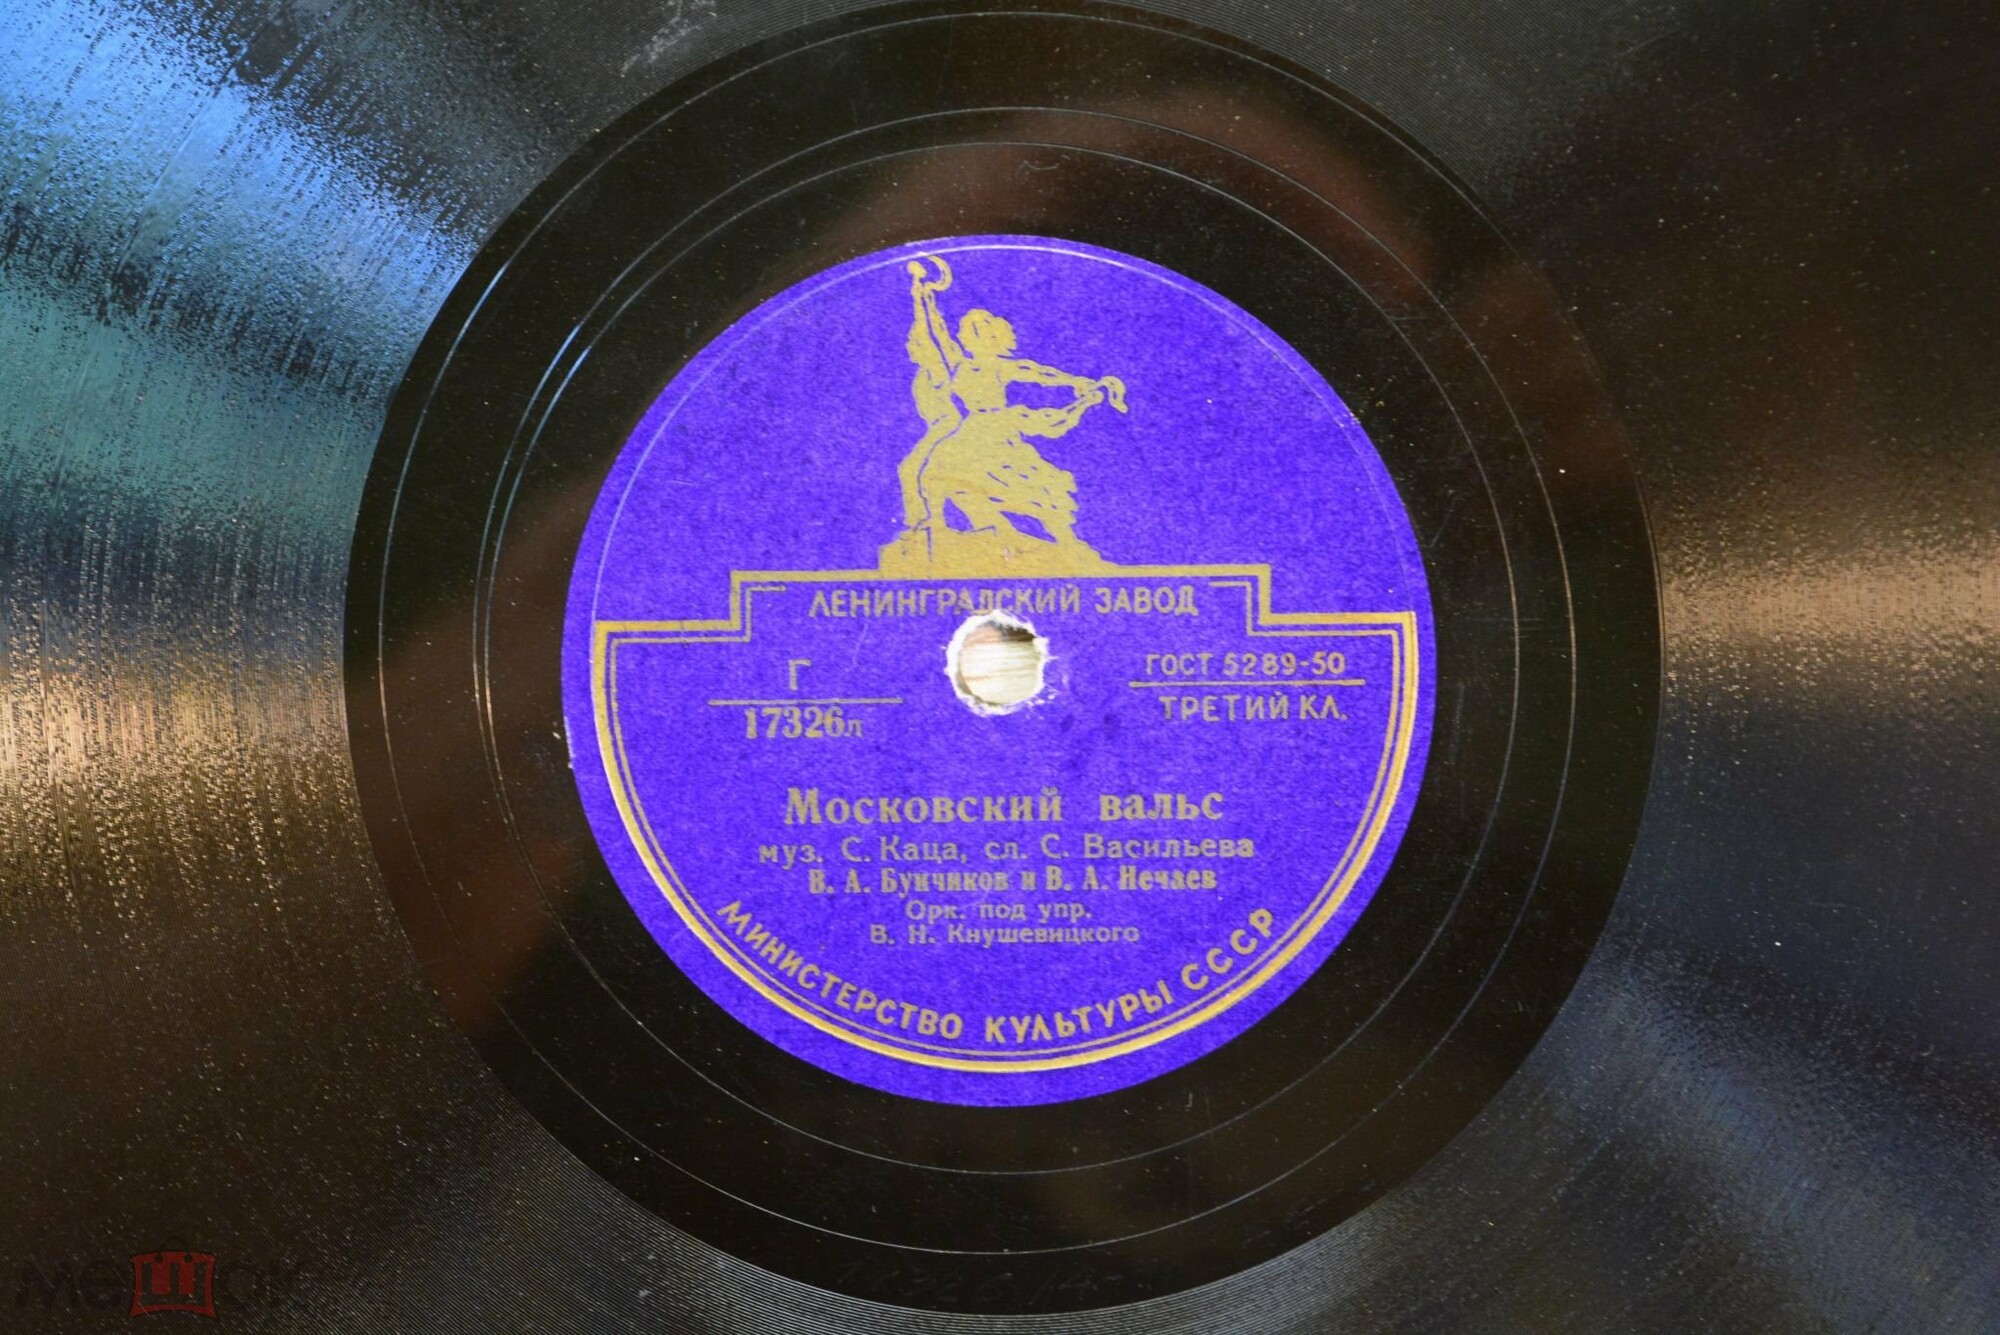 ЛЕНИНГРАДСКИЙ ЗАВОД
Г
17326л
ГОСТ 5289-50
ТРЕТИЙ КЛ.
Московский вальс
муз. С. Каца, сл. С. Васильева
В. А. Бунчиков и В. А. Нечаев
Орк. под упр.
В. Н. Кнушевицкого
МИНИСТЕРСТВО КУЛЬТУРЫ СССР
мешок